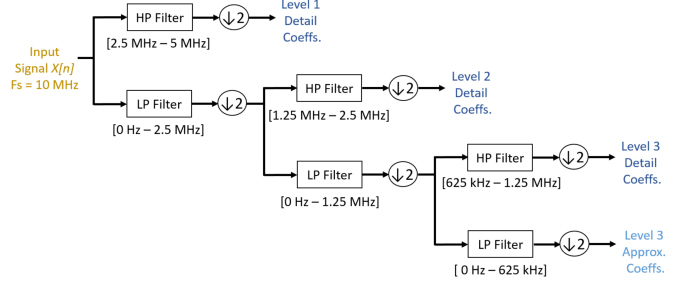 Input
Signal X[n]
Fs = 10 MHz
HP Filter
↓2
[2.5 MHz – 5 MHz]
Level 1
Detail
Coeffs.
LP Filter
↓2
[0 Hz – 2.5 MHz]
HP Filter
↓2
[1.25 MHz – 2.5 MHz]
Level 2
Detail
Coeffs.
LP Filter
↓2
[0 Hz – 1.25 MHz]
HP Filter
↓2
[625 kHz – 1.25 MHz]
Level 3
Detail
Coeffs.
LP Filter
↓2
[ 0 Hz – 625 kHz]
Level 3
Approx.
Coeffs.